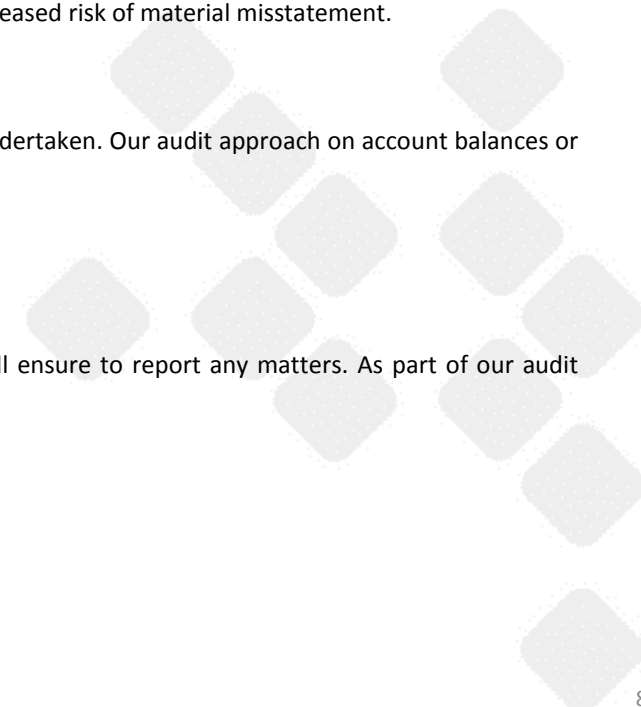 eased risk of material misstatement.
dertaken. Our audit approach on account balances or
ll ensure to report any matters. As part of our audit
8